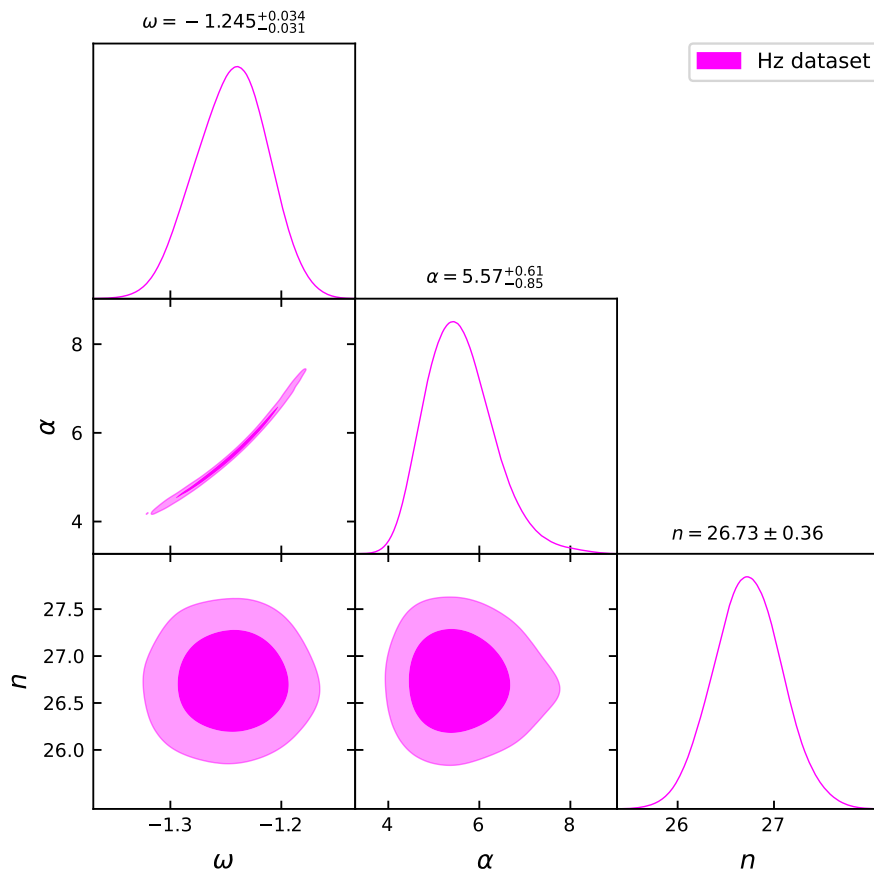 ω = −1.245 +0.034 −0.031
Hz dataset
α = 5.57 +0.61 −0.85
8
6
4
α
n = 26.73 ± 0.36
27.5
27.0
26.5
26.0
n
−1.3 −1.2 4 6 8 26 27
ω α n